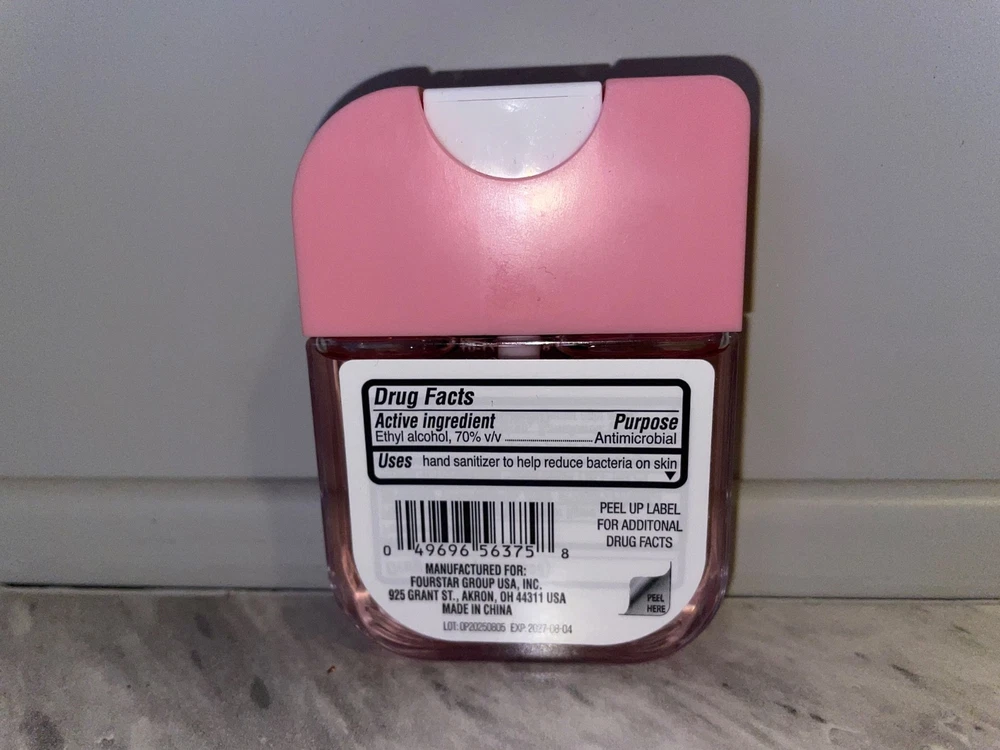 Drug Facts
Active ingredient Purpose
Ethyl alcohol, 70% v/v Antimicrobial
Uses hand sanitizer to help reduce bacteria on skin
0 49696 56375 8
PEEL UP LABEL
FOR ADDITONAL
DRUG FACTS
MANUFACTURED FOR:
FOURSTAR GROUP USA, INC.
925 GRANT ST., AKRON, OH 44311 USA
MADE IN CHINA
PEEL
HERE
LOT: OP20250805 EXP: 2027-08-04